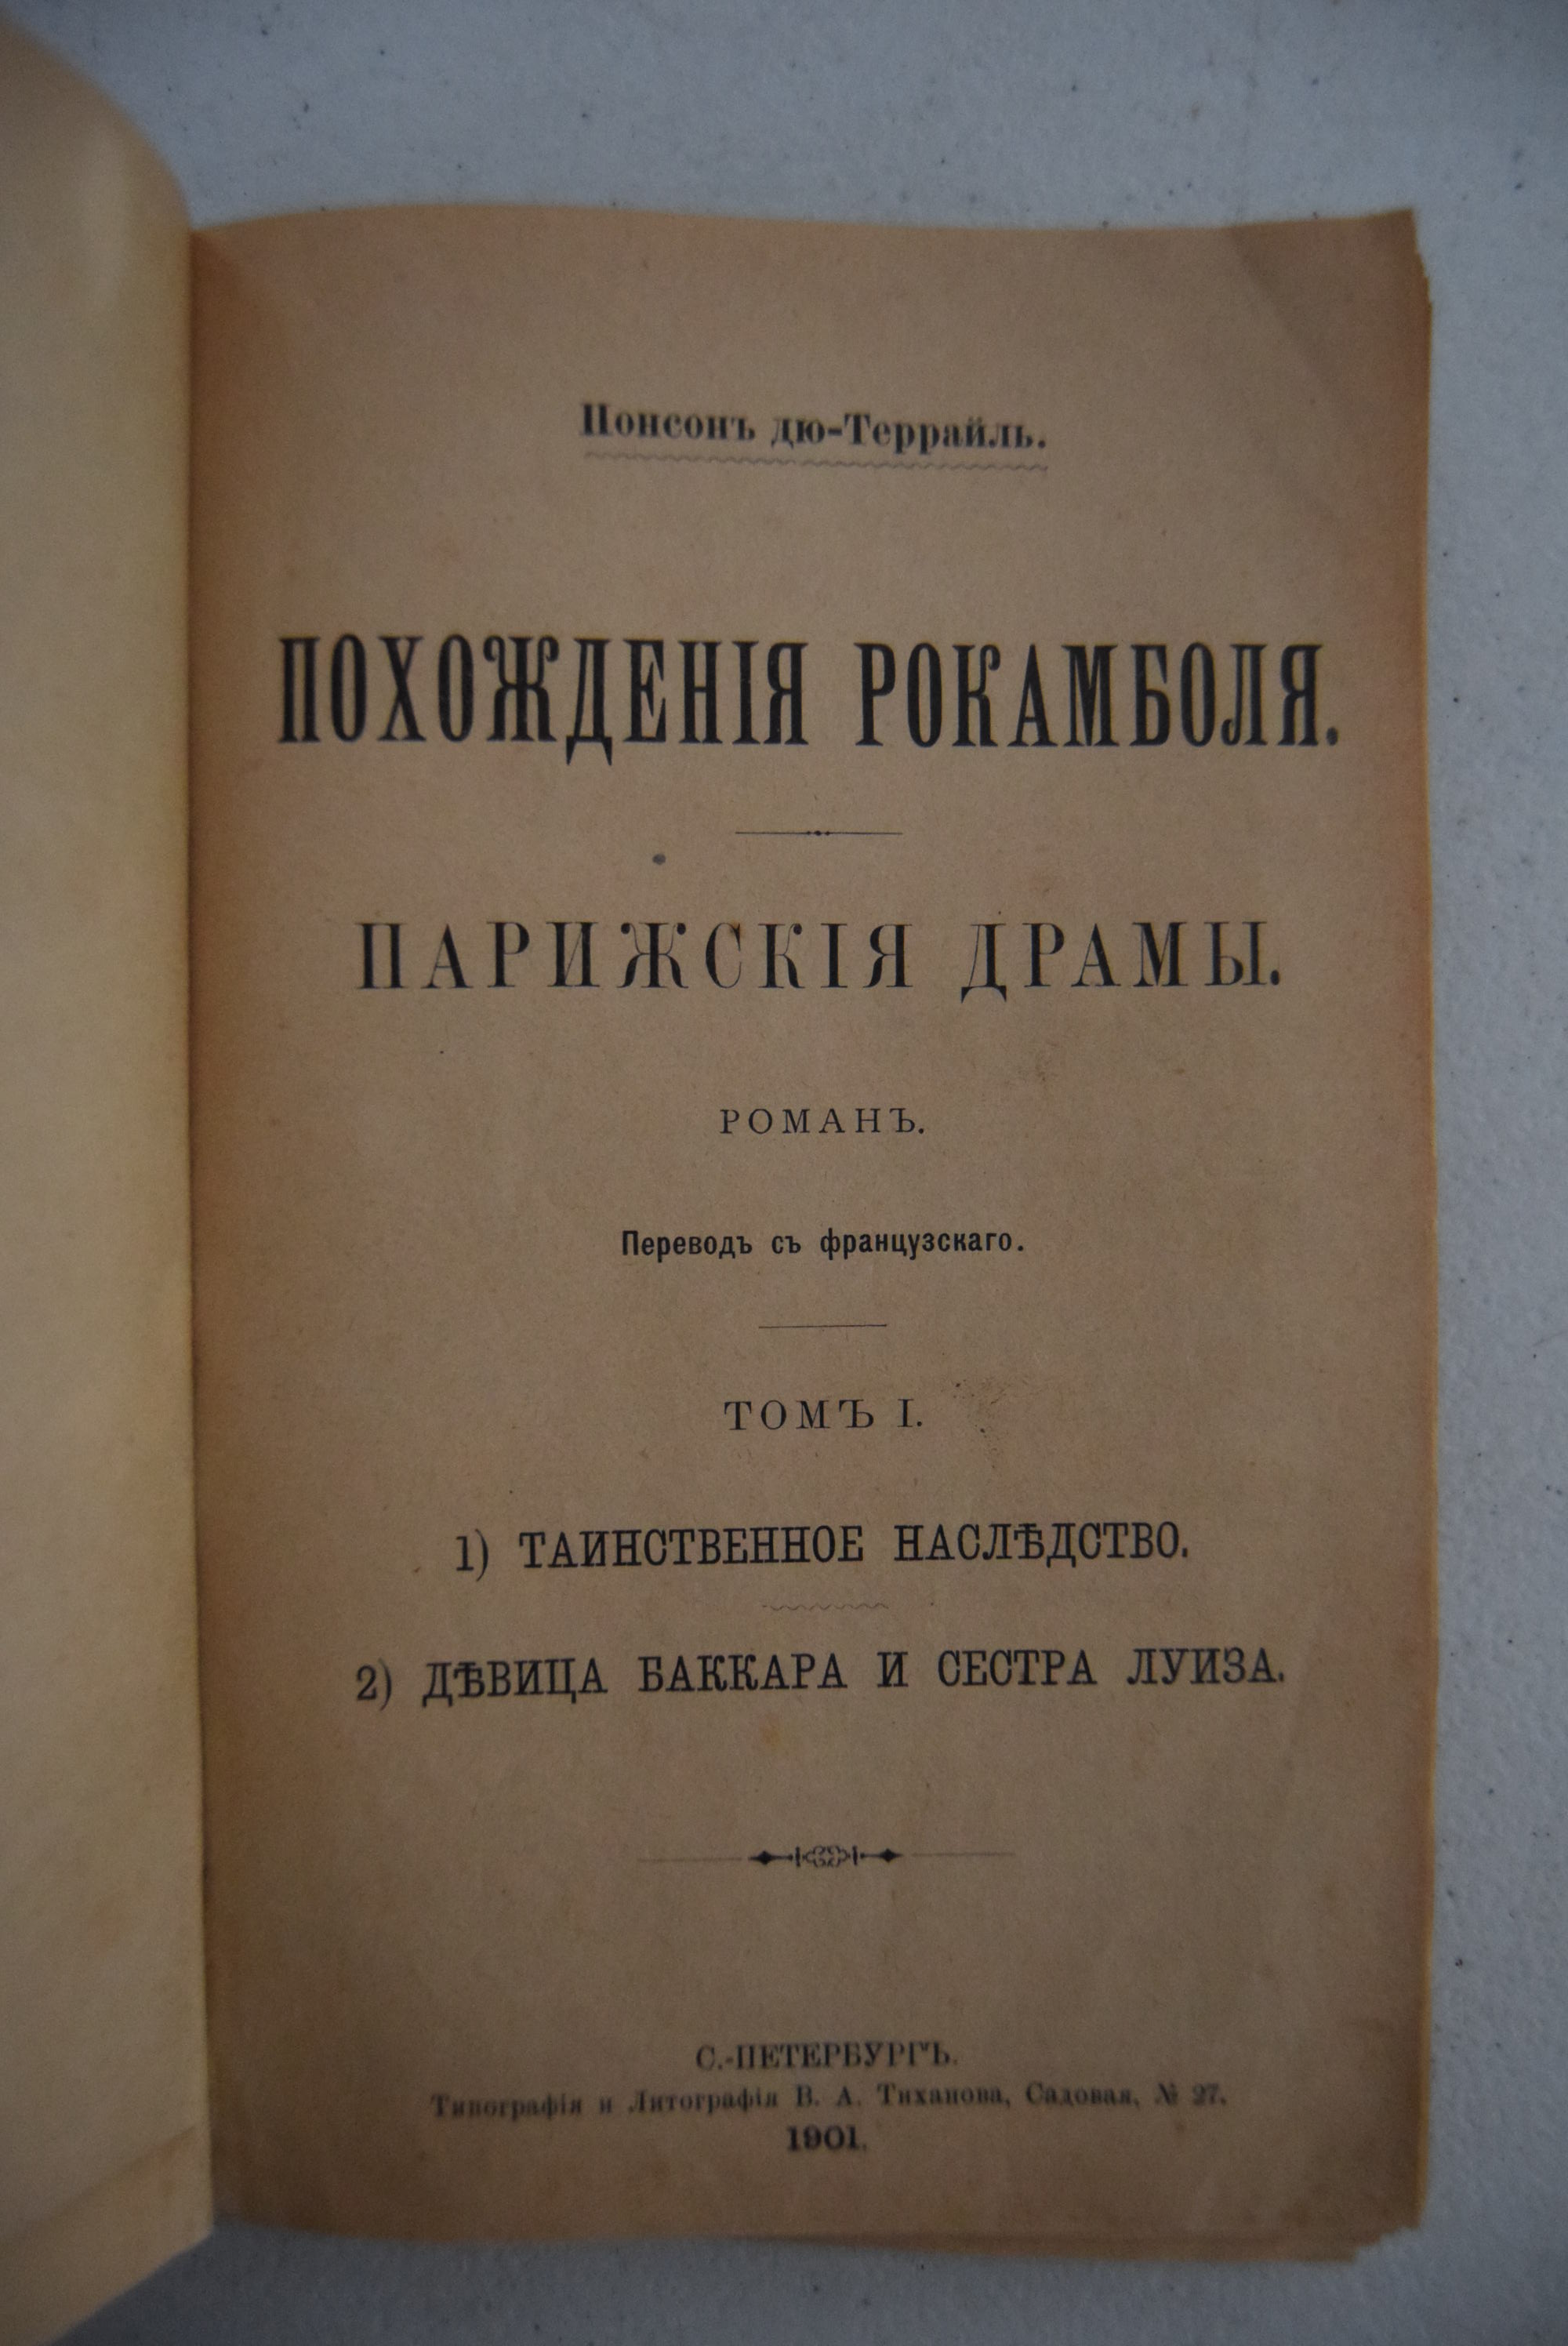 Понсонъ дю-Террайль.
ПОХОЖДЕНІЯ РОКАМБОЛЯ.
ПАРИЖСКІЯ ДРАМЫ.
РОМАНЪ.
Переводъ съ французскаго.
ТОМЪ I.
1) ТАИНСТВЕННОЕ НАСЛѢДСТВО.
2) ДѢВИЦА БАККАРА И СЕСТРА ЛУИЗА.
С.-ПЕТЕРБУРГЪ.
Типографія и Литографія В. А. Тиханова, Садовая, № 27.
1901.